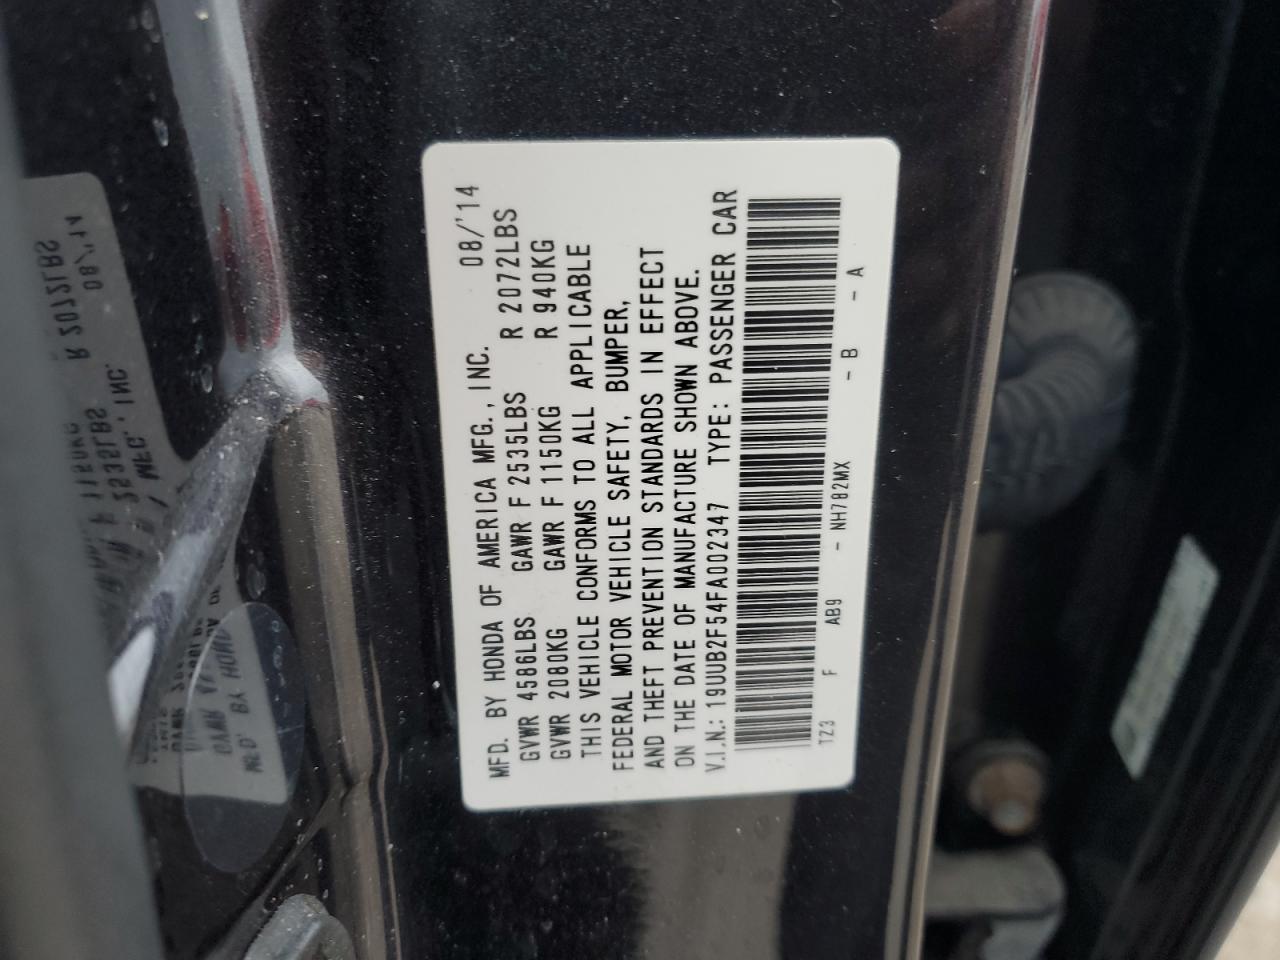 MFD. BY HONDA OF AMERICA MFG., INC. 08/'14
GVWR 4586LBS GAWR F 2535LBS R 2072LBS
GVWR 2080KG GAWR F 1150KG R 940KG
THIS VEHICLE CONFORMS TO ALL APPLICABLE
FEDERAL MOTOR VEHICLE SAFETY, BUMPER,
AND THEFT PREVENTION STANDARDS IN EFFECT
ON THE DATE OF MANUFACTURE SHOWN ABOVE.
V.I.N.: 19UUB2F54FA002347 TYPE: PASSENGER CAR
TZ3 F AB9 - NH782MX - B - A